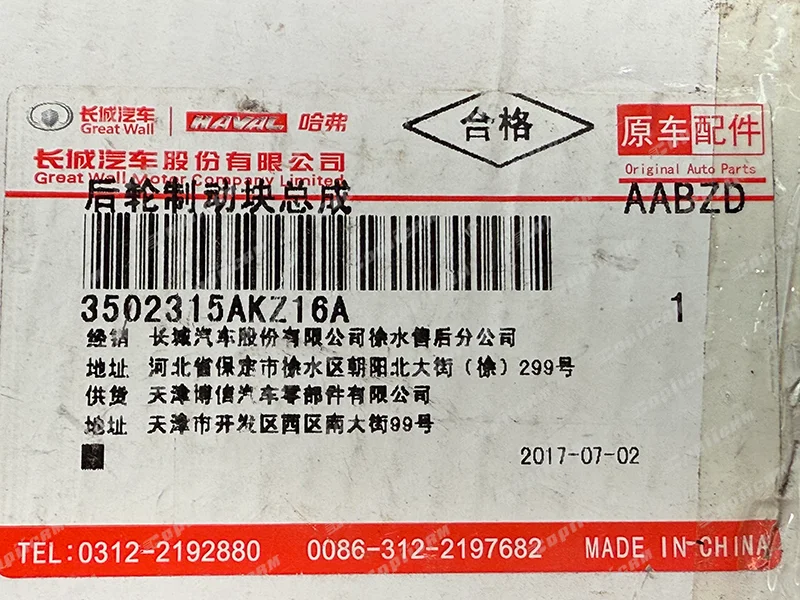 长城汽车 HAVAL 哈弗
Great Wall
合格
原车配件
Original Auto Parts
长城汽车股份有限公司
Great Wall Motor Company Limited
后轮制动块总成 AABZD
3502315AKZ16A 1
经销 长城汽车股份有限公司徐水售后分公司
地址 河北省保定市徐水区朝阳北大街(徐)299号
供货 天津博信汽车零部件有限公司
地址 天津市开发区西区南大街99号
2017-07-02
TEL:0312-2192880 0086-312-2197682 MADE IN CHINA